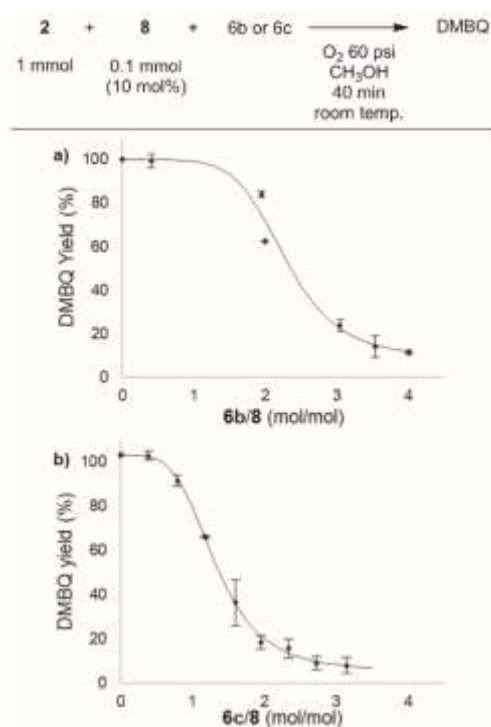 2 + 8 + 6b or 6c DMBQ
1 mmol 0.1 mmol O2 60 psi
(10 mol%) CH3OH
40 min
room temp.
a)
DMBQ Yield (%)
100
80
60
40
20
0
0 1 2 3 4
6b/8 (mol/mol)
b)
DMBQ yield (%)
100
80
60
40
20
0
0 1 2 3 4
6c/8 (mol/mol)